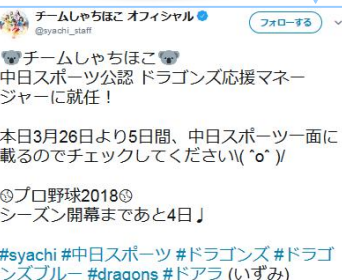 チームしゃちほこ オフィシャル
@syachi_staff
フォローする
🐨チームしゃちほこ🐨
中日スポーツ公認 ドラゴンズ応援マネー
ジャーに就任！
本日3月26日より5日間、中日スポーツ一面に
載るのでチェックしてください\( ˆoˆ )/
⚾プロ野球2018⚾
シーズン開幕まであと4日♩
#syachi #中日スポーツ #ドラゴンズ #ドラゴ
ンズブルー #dragons #ドアラ (いずみ)